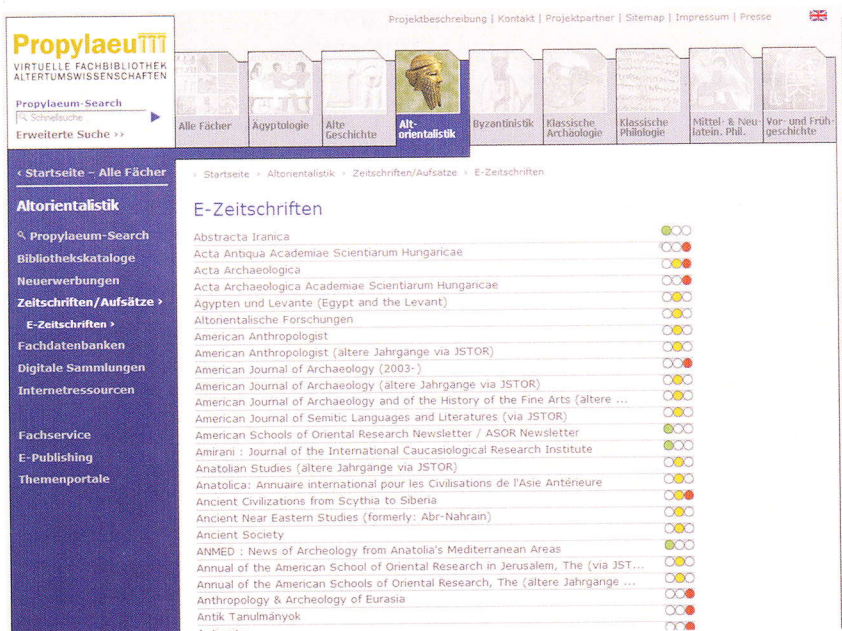 Projektbeschreibung | Kontakt | Projektpartner | Sitemap | Impressum | Presse
Propylaeum
VIRTUELLE FACHBIBLIOTHEK
ALTERTUMSWISSENSCHAFTEN
Propylaeum-Search
Schnellsuche
Erweiterte Suche >>
Alle Fächer
Ägyptologie
Alte Geschichte
Alt-orientalistik
Byzantinistik
Klassische Archäologie
Klassische Philologie
Mittel- & Neu-latein. Phil.
Vor- und Früh-geschichte
< Startseite – Alle Fächer
Altorientalistik
Propylaeum-Search
Bibliothekskataloge
Neuerwerbungen
Zeitschriften/Aufsätze >
E-Zeitschriften >
Fachdatenbanken
Digitale Sammlungen
Internetressourcen
Fachservice
E-Publishing
Themenportale
> Startseite > Altorientalistik > Zeitschriften/Aufsätze > E-Zeitschriften
E-Zeitschriften
Abstracta Iranica
Acta Antiqua Academiae Scientiarum Hungaricae
Acta Archaeologica
Acta Archaeologica Academiae Scientiarum Hungaricae
Ägypten und Levante (Egypt and the Levant)
Altorientalische Forschungen
American Anthropologist
American Anthropologist (ältere Jahrgänge via JSTOR)
American Journal of Archaeology (2003-)
American Journal of Archaeology (ältere Jahrgänge via JSTOR)
American Journal of Archaeology and of the History of the Fine Arts (ältere ...
American Journal of Semitic Languages and Literatures (via JSTOR)
American Schools of Oriental Research Newsletter / ASOR Newsletter
Amirani : Journal of the International Caucasiological Research Institute
Anatolian Studies (ältere Jahrgänge via JSTOR)
Anatolica: Annuaire international pour les Civilisations de l'Asie Antérieure
Ancient Civilizations from Scythia to Siberia
Ancient Near Eastern Studies (formerly: Abr-Nahrain)
Ancient Society
ANMED : News of Archeology from Anatolia's Mediterranean Areas
Annual of the American School of Oriental Research in Jerusalem, The (via JST...
Annual of the American Schools of Oriental Research, The (ältere Jahrgänge ...
Anthropology & Archeology of Eurasia
Antik Tanulmányok